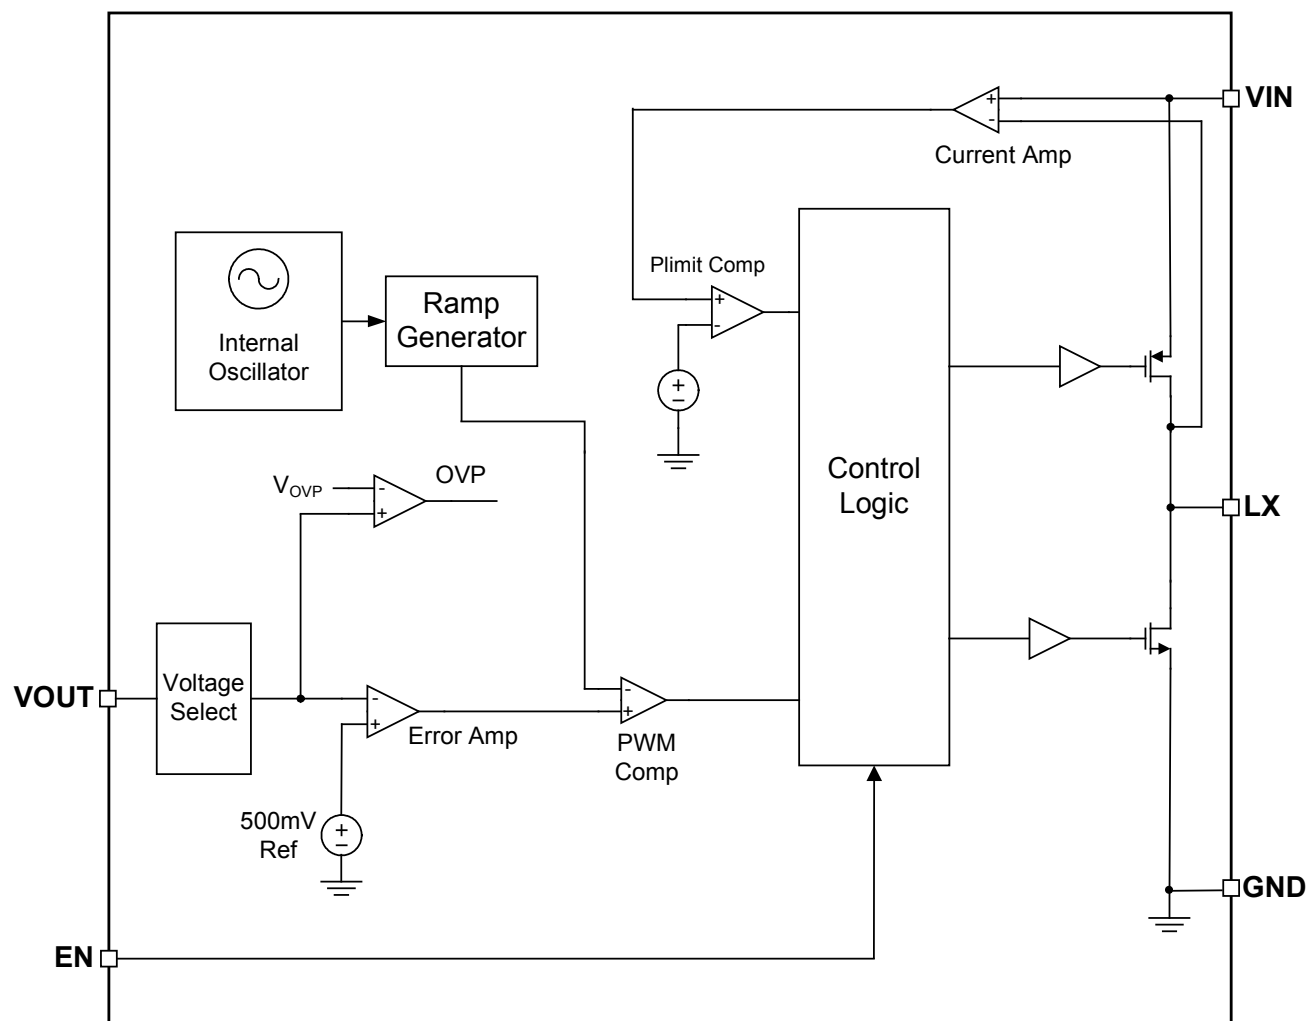 VIN
+
-
Current Amp
Plimit Comp
+
-
Ramp
Generator
Internal
Oscillator
+
−
Control
Logic
VOVP
-
+
OVP
LX
Voltage
Select
VOUT
-
+
Error Amp
-
+
PWM
Comp
500mV
Ref
+
−
GND
EN